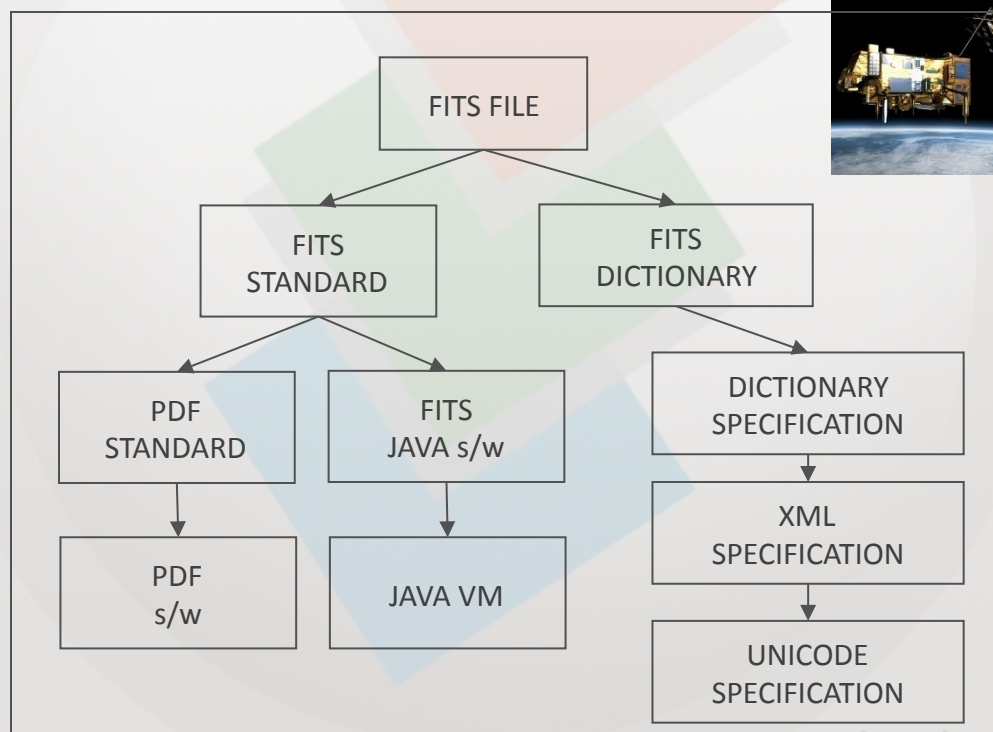 FITS FILE
FITS
STANDARD
FITS
DICTIONARY
PDF
STANDARD
FITS
JAVA s/w
DICTIONARY
SPECIFICATION
PDF
s/w
JAVA VM
XML
SPECIFICATION
UNICODE
SPECIFICATION